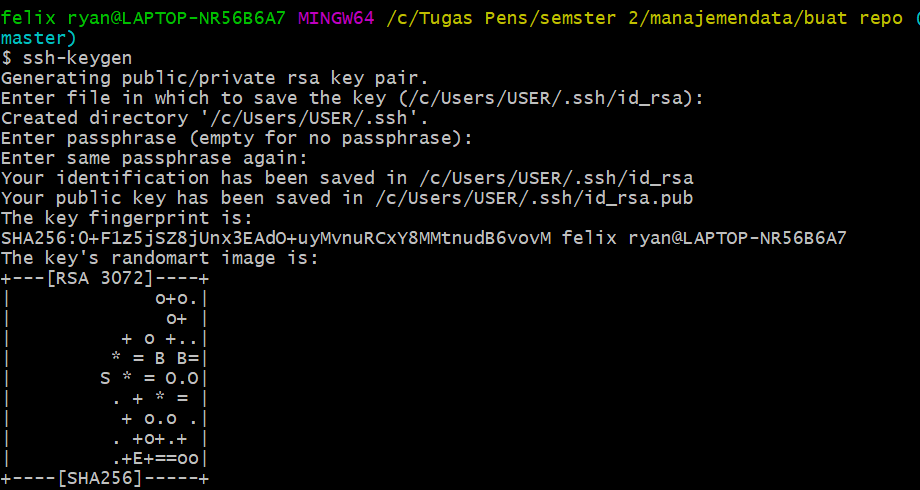 felix ryan@LAPTOP-NR56B6A7 MINGW64 /c/Tugas Pens/semster 2/manajemendata/buat repo (
master)
$ ssh-keygen
Generating public/private rsa key pair.
Enter file in which to save the key (/c/Users/USER/.ssh/id_rsa):
Created directory '/c/Users/USER/.ssh'.
Enter passphrase (empty for no passphrase):
Enter same passphrase again:
Your identification has been saved in /c/Users/USER/.ssh/id_rsa
Your public key has been saved in /c/Users/USER/.ssh/id_rsa.pub
The key fingerprint is:
SHA256:0+F1z5jSZ8jUnx3EAdO+uyMvnuRCxY8MMtnudB6vovM felix ryan@LAPTOP-NR56B6A7
The key's randomart image is:
+---[RSA 3072]----+
|             o+o.|
|              o+ |
|          + o +..|
|         * = B B=|
|        S * = O.O|
|         . + * = |
|          + o.o .|
|         . +o+.+ |
|         .+E+==oo|
+----[SHA256]-----+